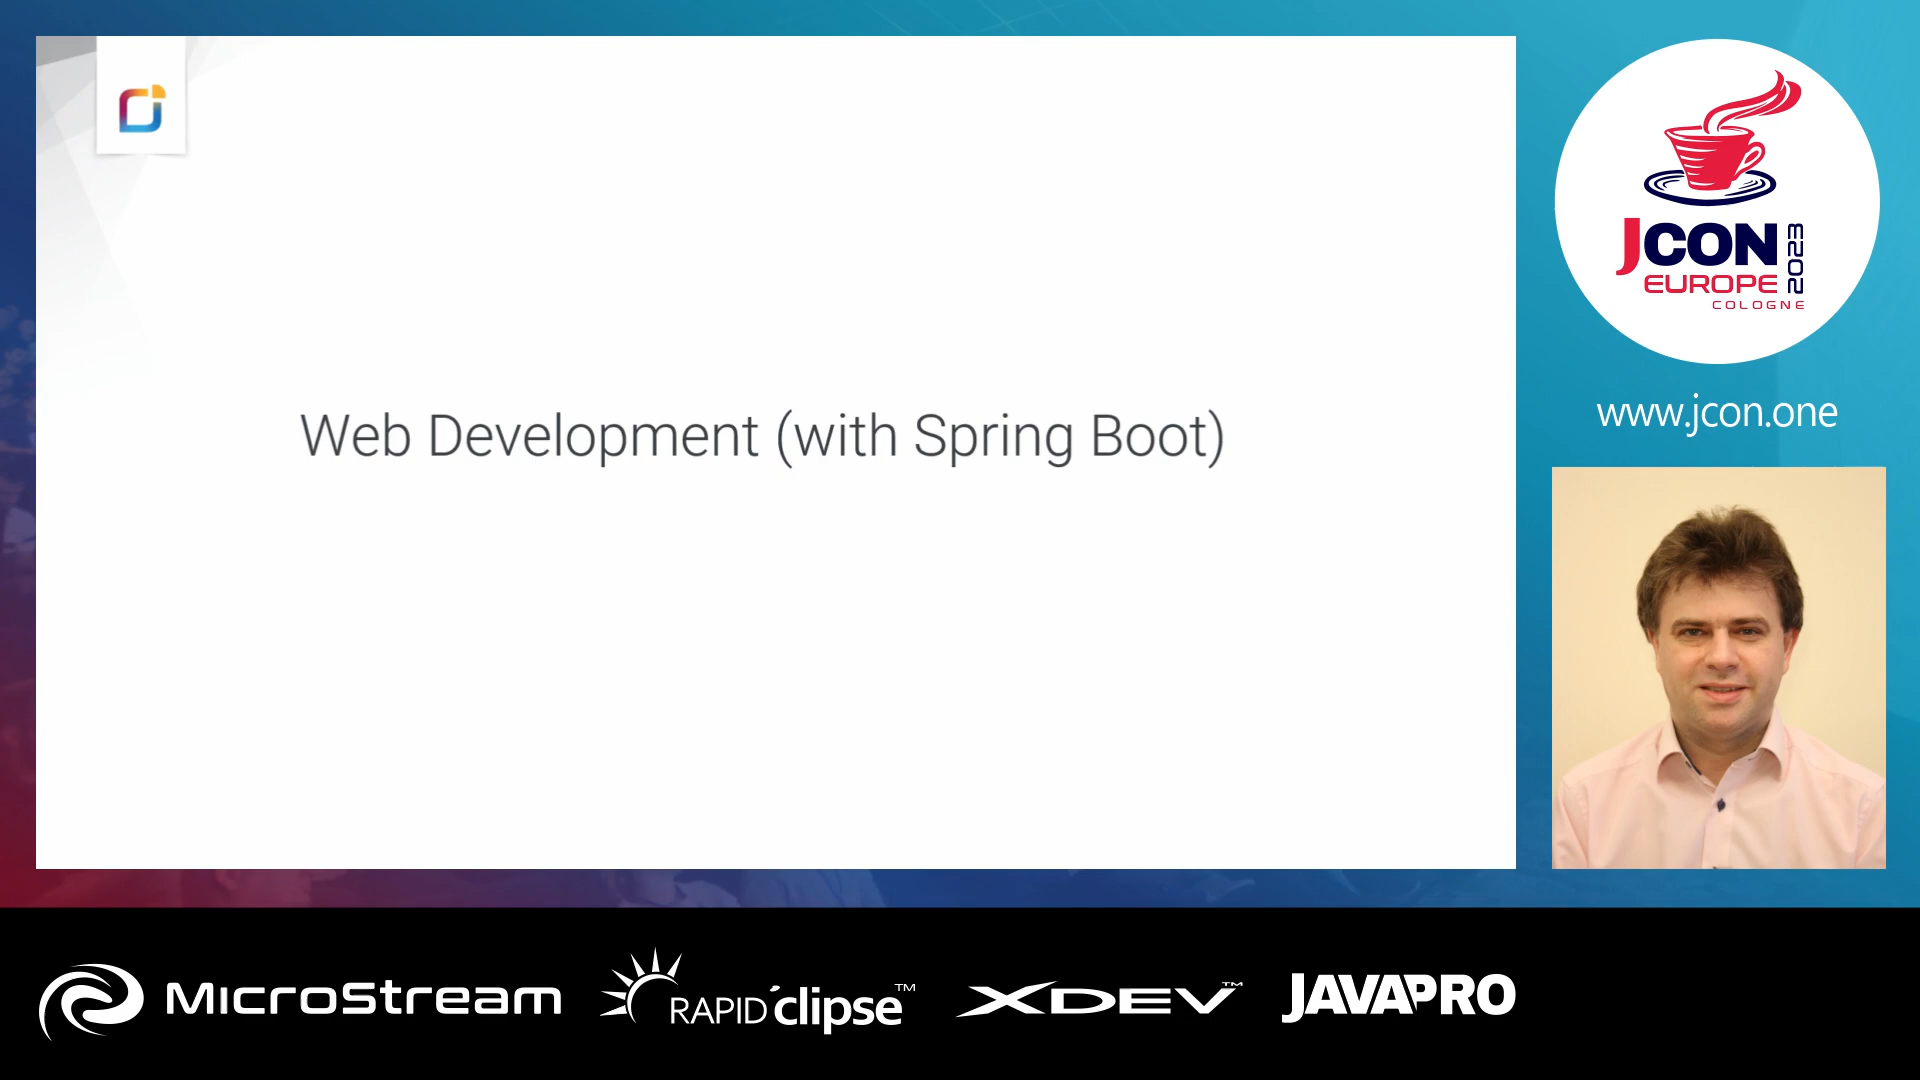 Web Development (with Spring Boot)
JCON
2023
EUROPE
COLOGNE
www.jcon.one
MicroStream
RAPID'clipse™
XDEV™
JAVAPRO